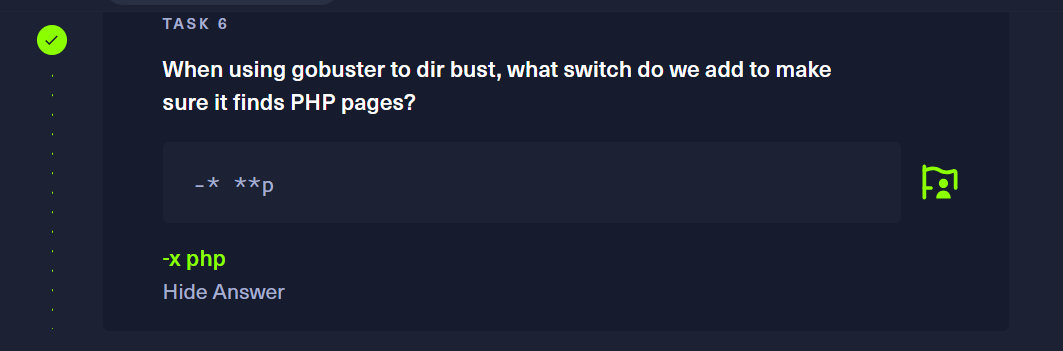 TASK 6
When using gobuster to dir bust, what switch do we add to make
sure it finds PHP pages?
-* **p
-x php
Hide Answer